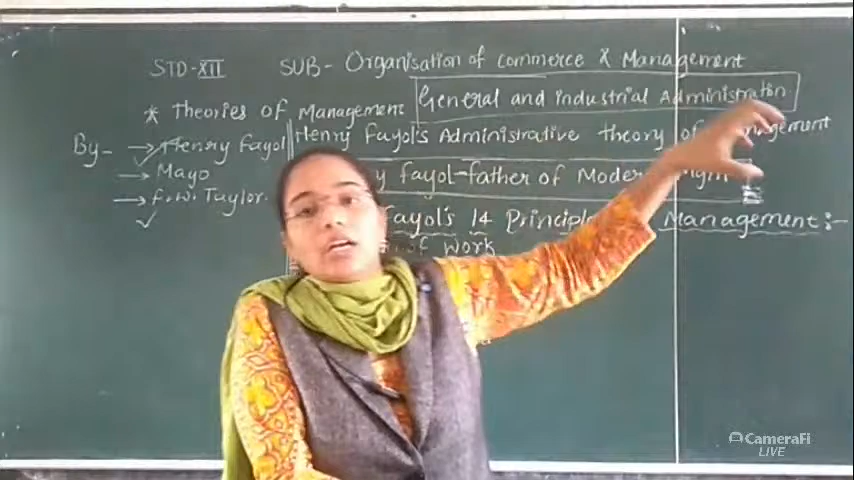 STD-XII SUB- Organisation of commerce & Management
* Theories of Management General and industrial Administration
By- → Henry Fayol Henry Fayol's Administrative theory of
→ Mayo fayol-father of Modern
→ F.W. Taylor. Fayol's 14 Principle Management:-
of work
CameraFi
LIVE